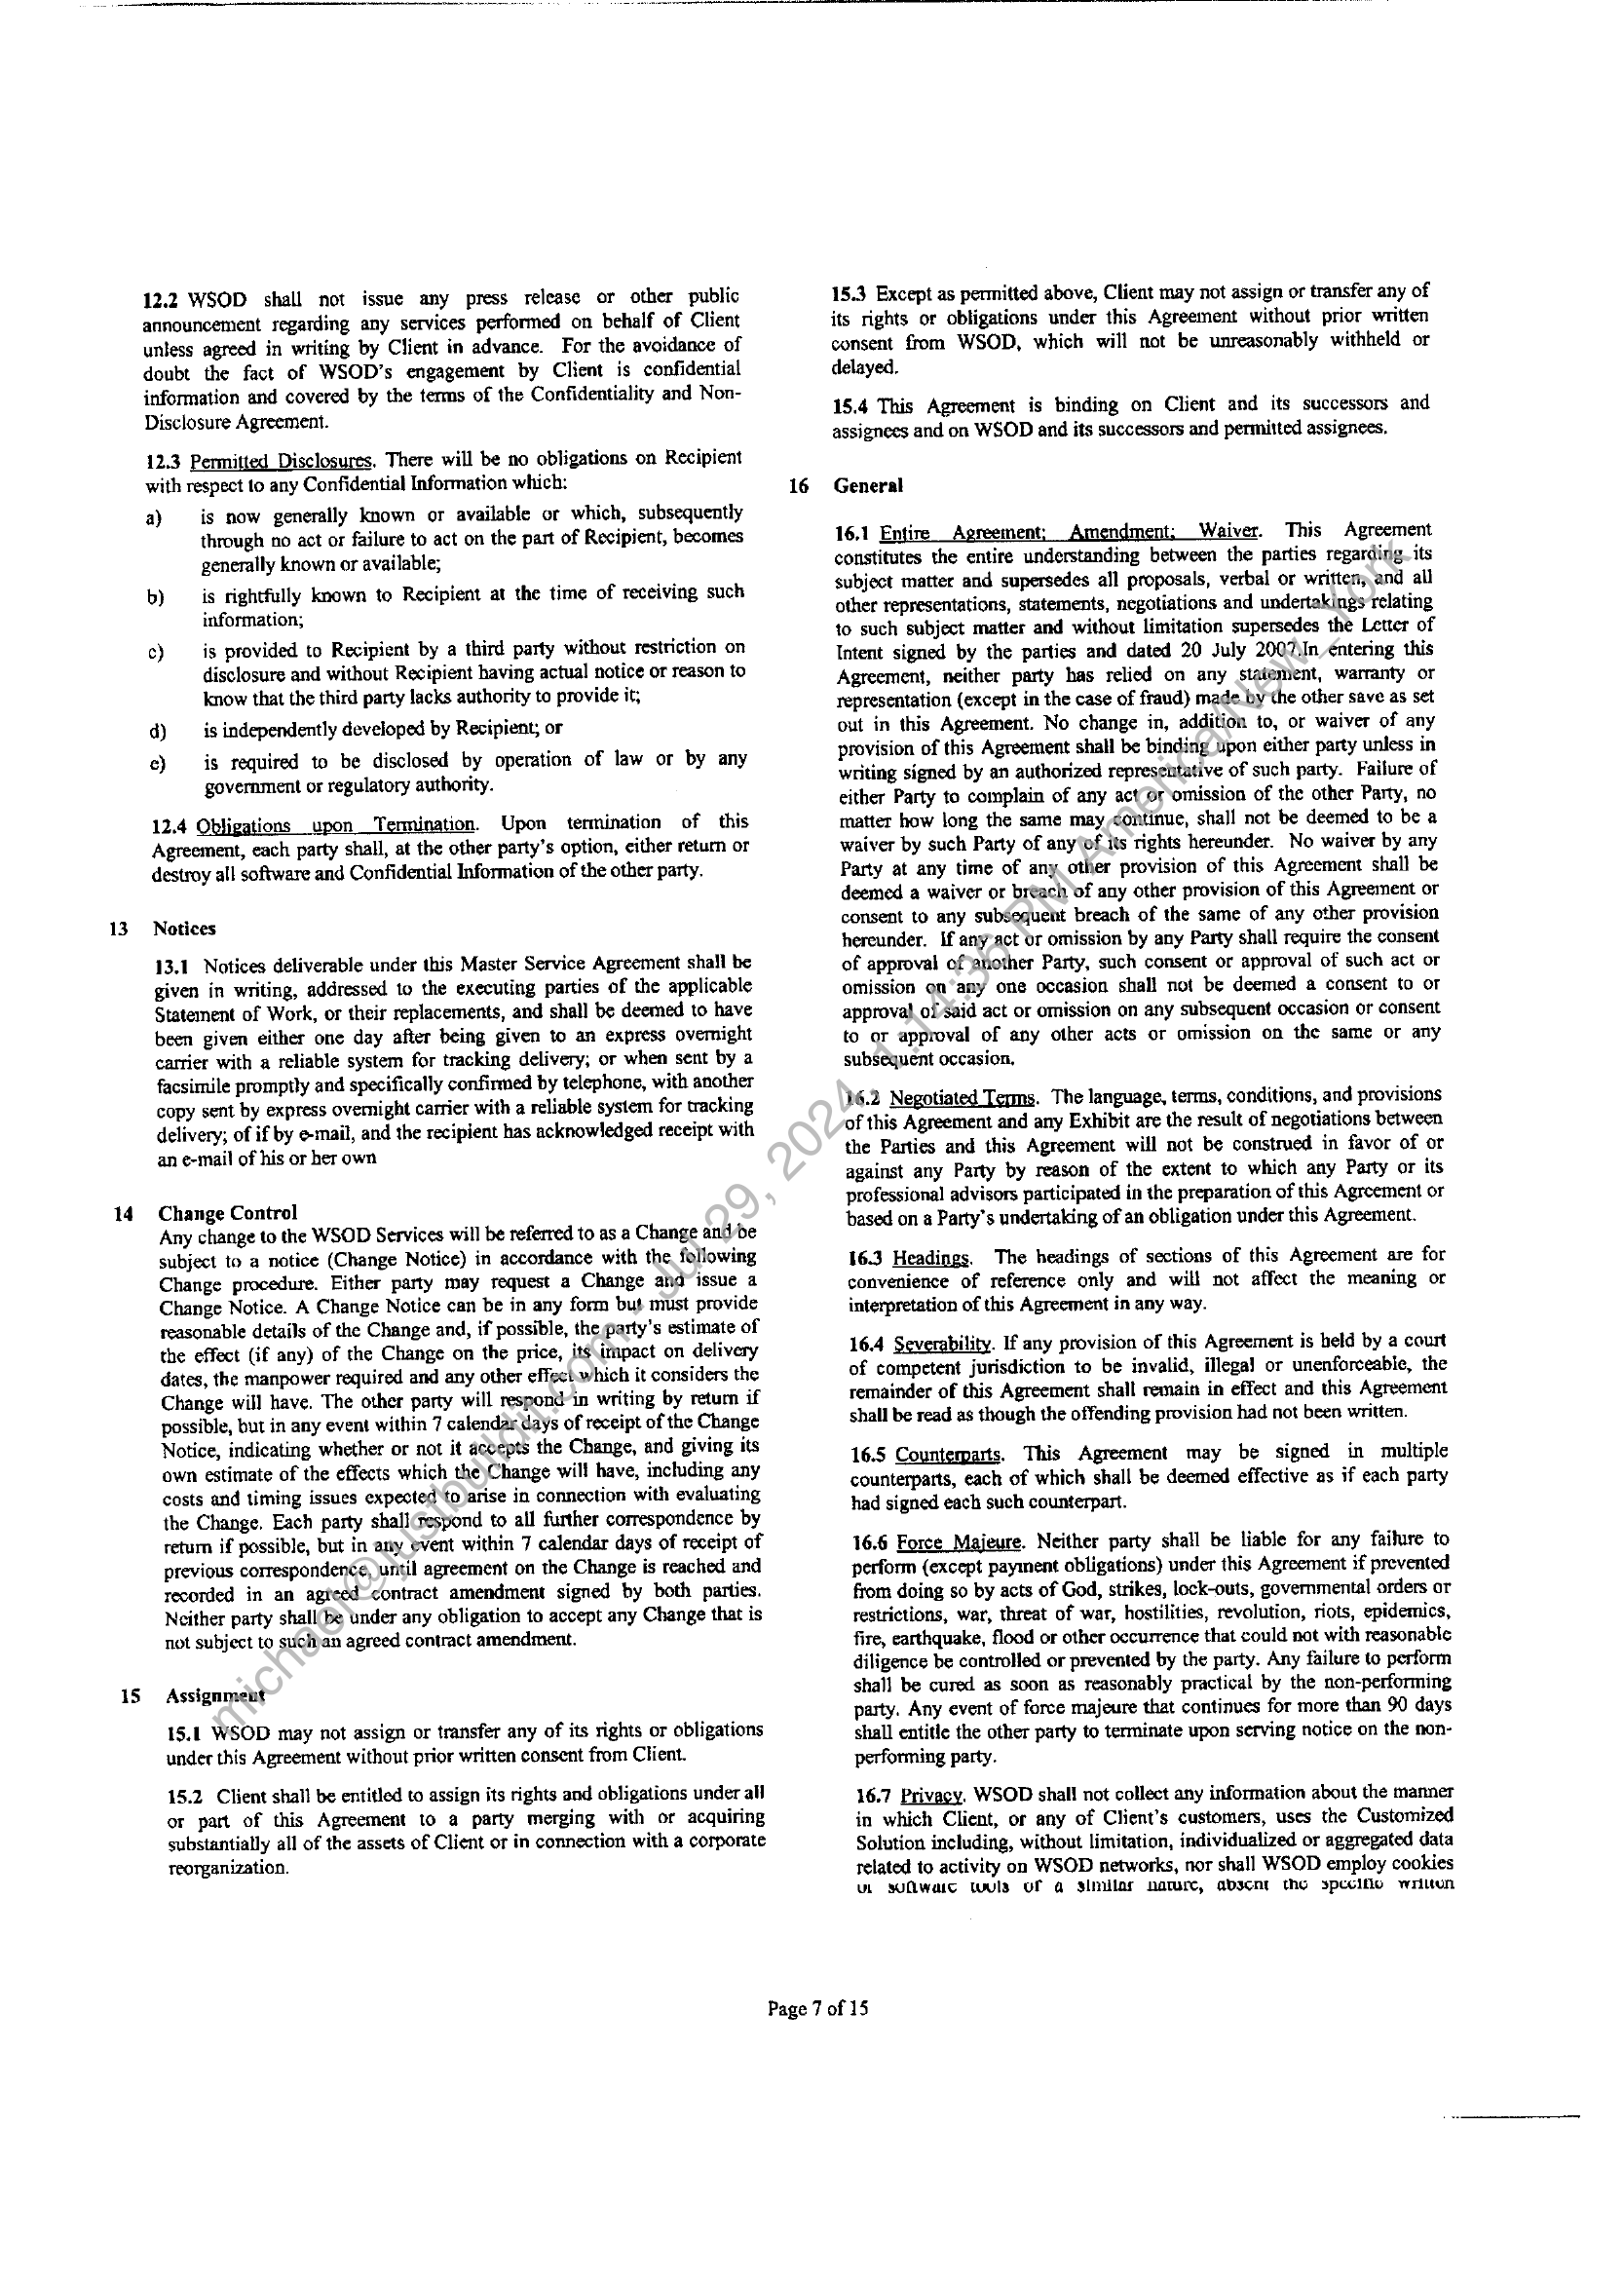 12.2 WSOD shall not issue any press release or other public
announcement regarding any services performed on behalf of Client
unless agreed in writing by Client in advance. For the avoidance of
doubt the fact of WSOD's engagement by Client is confidential
information and covered by the terms of the Confidentiality and Non-
Disclosure Agreement.
12.3 Permitted Disclosures. There will be no obligations on Recipient
with respect to any Confidential Information which:
a) is now generally known or available or which, subsequently
through no act or failure to act on the part of Recipient, becomes
generally known or available;
b) is rightfully known to Recipient at the time of receiving such
information;
c) is provided to Recipient by a third party without restriction on
disclosure and without Recipient having actual notice or reason to
know that the third party lacks authority to provide it;
d) is independently developed by Recipient; or
e) is required to be disclosed by operation of law or by any
government or regulatory authority.
12.4 Obligations upon Termination. Upon termination of this
Agreement, each party shall, at the other party's option, either return or
destroy all software and Confidential Information of the other party.
13 Notices
13.1 Notices deliverable under this Master Service Agreement shall be
given in writing, addressed to the executing parties of the applicable
Statement of Work, or their replacements, and shall be deemed to have
been given either one day after being given to an express overnight
carrier with a reliable system for tracking delivery; or when sent by a
facsimile promptly and specifically confirmed by telephone, with another
copy sent by express overnight carrier with a reliable system for tracking
delivery; of if by e-mail, and the recipient has acknowledged receipt with
an e-mail of his or her own
14 Change Control
Any change to the WSOD Services will be referred to as a Change and be
subject to a notice (Change Notice) in accordance with the following
Change procedure. Either party may request a Change and issue a
Change Notice. A Change Notice can be in any form but must provide
reasonable details of the Change and, if possible, the party's estimate of
the effect (if any) of the Change on the price, its impact on delivery
dates, the manpower required and any other effect which it considers the
Change will have. The other party will respond in writing by return if
possible, but in any event within 7 calendar days of receipt of the Change
Notice, indicating whether or not it accepts the Change, and giving its
own estimate of the effects which the Change will have, including any
costs and timing issues expected to arise in connection with evaluating
the Change. Each party shall respond to all further correspondence by
return if possible, but in any event within 7 calendar days of receipt of
previous correspondence, until agreement on the Change is reached and
recorded in an agreed contract amendment signed by both parties.
Neither party shall be under any obligation to accept any Change that is
not subject to such an agreed contract amendment.
15 Assignment
15.1 WSOD may not assign or transfer any of its rights or obligations
under this Agreement without prior written consent from Client.
15.2 Client shall be entitled to assign its rights and obligations under all
or part of this Agreement to a party merging with or acquiring
substantially all of the assets of Client or in connection with a corporate
reorganization.
15.3 Except as permitted above, Client may not assign or transfer any of
its rights or obligations under this Agreement without prior written
consent from WSOD, which will not be unreasonably withheld or
delayed.
15.4 This Agreement is binding on Client and its successors and
assignees and on WSOD and its successors and permitted assignees.
16 General
16.1 Entire Agreement; Amendment; Waiver. This Agreement
constitutes the entire understanding between the parties regarding its
subject matter and supersedes all proposals, verbal or written, and all
other representations, statements, negotiations and undertakings relating
to such subject matter and without limitation supersedes the Letter of
Intent signed by the parties and dated 20 July 2007.In entering this
Agreement, neither party has relied on any statement, warranty or
representation (except in the case of fraud) made by the other save as set
out in this Agreement. No change in, addition to, or waiver of any
provision of this Agreement shall be binding upon either party unless in
writing signed by an authorized representative of such party. Failure of
either Party to complain of any act or omission of the other Party, no
matter how long the same may continue, shall not be deemed to be a
waiver by such Party of any of its rights hereunder. No waiver by any
Party at any time of any other provision of this Agreement shall be
deemed a waiver or breach of any other provision of this Agreement or
consent to any subsequent breach of the same of any other provision
hereunder. If any act or omission by any Party shall require the consent
of approval of another Party, such consent or approval of such act or
omission on any one occasion shall not be deemed a consent to or
approval of said act or omission on any subsequent occasion or consent
to or approval of any other acts or omission on the same or any
subsequent occasion.
16.2 Negotiated Terms. The language, terms, conditions, and provisions
of this Agreement and any Exhibit are the result of negotiations between
the Parties and this Agreement will not be construed in favor of or
against any Party by reason of the extent to which any Party or its
professional advisors participated in the preparation of this Agreement or
based on a Party's undertaking of an obligation under this Agreement.
16.3 Headings. The headings of sections of this Agreement are for
convenience of reference only and will not affect the meaning or
interpretation of this Agreement in any way.
16.4 Severability. If any provision of this Agreement is held by a court
of competent jurisdiction to be invalid, illegal or unenforceable, the
remainder of this Agreement shall remain in effect and this Agreement
shall be read as though the offending provision had not been written.
16.5 Counterparts. This Agreement may be signed in multiple
counterparts, each of which shall be deemed effective as if each party
had signed each such counterpart.
16.6 Force Majeure. Neither party shall be liable for any failure to
perform (except payment obligations) under this Agreement if prevented
from doing so by acts of God, strikes, lock-outs, governmental orders or
restrictions, war, threat of war, hostilities, revolution, riots, epidemics,
fire, earthquake, flood or other occurrence that could not with reasonable
diligence be controlled or prevented by the party. Any failure to perform
shall be cured as soon as reasonably practical by the non-performing
party. Any event of force majeure that continues for more than 90 days
shall entitle the other party to terminate upon serving notice on the non-
performing party.
16.7 Privacy. WSOD shall not collect any information about the manner
in which Client, or any of Client's customers, uses the Customized
Solution including, without limitation, individualized or aggregated data
related to activity on WSOD networks, nor shall WSOD employ cookies
or software tools of a similar nature, absent the specific written
Page 7 of 15
michael@justbuildit.com - Jul 29, 2024, 1:14:36 PM America/New_York